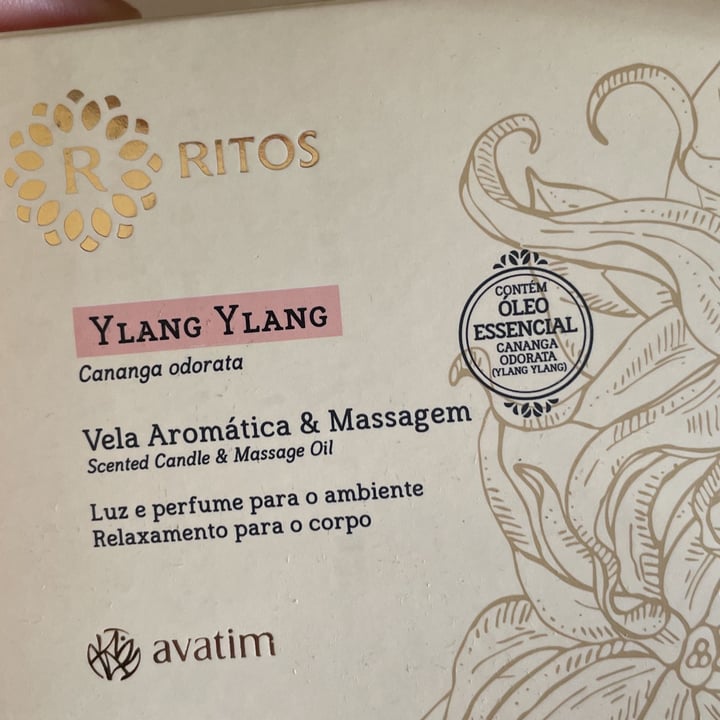 R RITOS
YLANG YLANG
Cananga odorata
Vela Aromática & Massagem
Scented Candle & Massage Oil
Luz e perfume para o ambiente
Relaxamento para o corpo
avatim
CONTÉM
ÓLEO
ESSENCIAL
CANANGA
ODORATA
(YLANG YLANG)